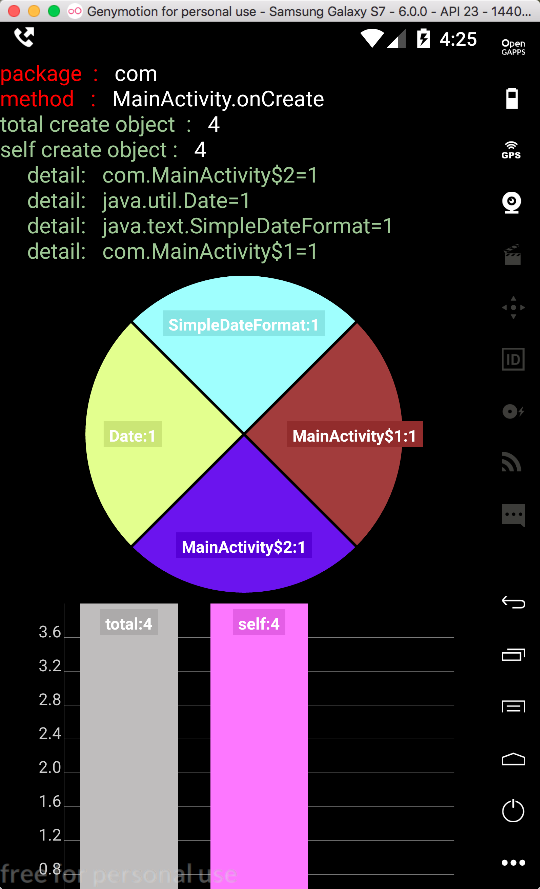 Genymotion for personal use - Samsung Galaxy S7 - 6.0.0 - API 23 - 1440...
4:25
Open
GAPPS
package : com
method : MainActivity.onCreate
total create object : 4
self create object : 4
detail: com.MainActivity$2=1
detail: java.util.Date=1
detail: java.text.SimpleDateFormat=1
detail: com.MainActivity$1=1
GPS
ID
SimpleDateFormat:1
Date:1
MainActivity$1:1
MainActivity$2:1
total:4
self:4
3.6
3.2
2.8
2.4
2.0
1.6
1.2
0.8
free for personal use